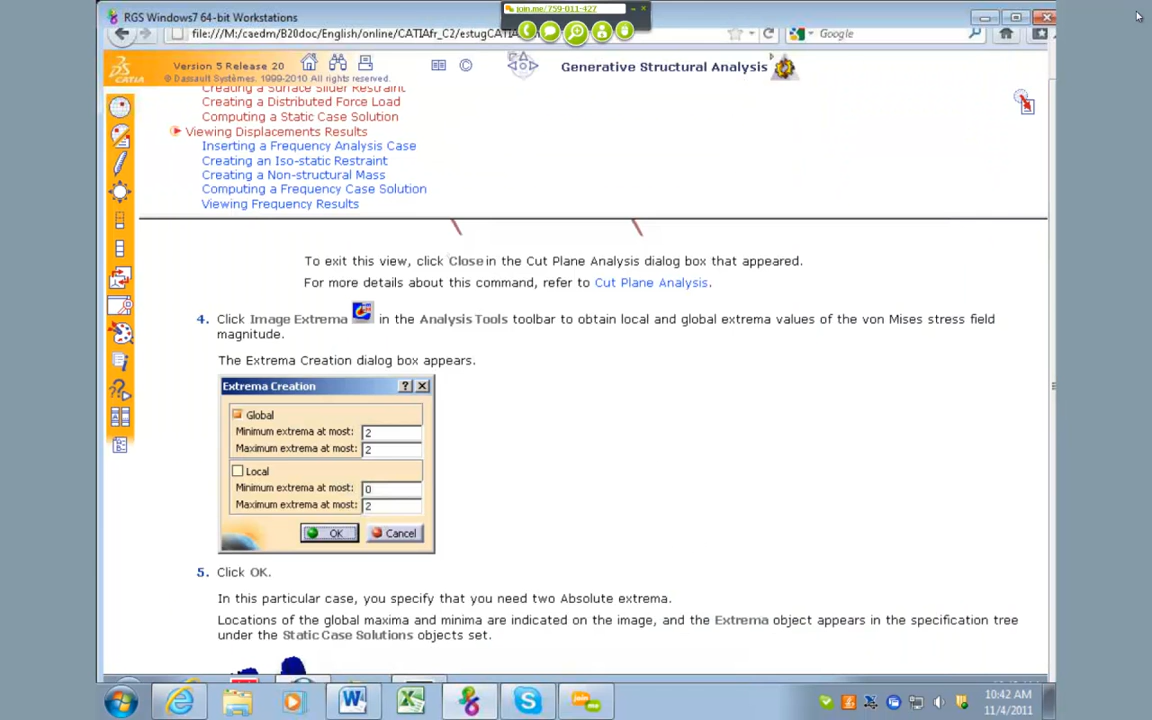 RGS Windows7 64-bit Workstations
join.me/759-011-427
file:///M:/caedm/B20doc/English/online/CATIAfr_C2/estugCATIA
Google
CATIA
Version 5 Release 20
© Dassault Systèmes. 1999-2010 All rights reserved.
Generative Structural Analysis
Creating a Surface Slider Restraint
Creating a Distributed Force Load
Computing a Static Case Solution
Viewing Displacements Results
Inserting a Frequency Analysis Case
Creating an Iso-static Restraint
Creating a Non-structural Mass
Computing a Frequency Case Solution
Viewing Frequency Results
To exit this view, click Close in the Cut Plane Analysis dialog box that appeared.
For more details about this command, refer to Cut Plane Analysis.
4. Click Image Extrema in the Analysis Tools toolbar to obtain local and global extrema values of the von Mises stress field
magnitude.
The Extrema Creation dialog box appears.
Extrema Creation
Global
Minimum extrema at most: 2
Maximum extrema at most: 2
Local
Minimum extrema at most: 0
Maximum extrema at most: 2
OK Cancel
5. Click OK.
In this particular case, you specify that you need two Absolute extrema.
Locations of the global maxima and minima are indicated on the image, and the Extrema object appears in the specification tree
under the Static Case Solutions objects set.
10:42 AM
11/4/2011